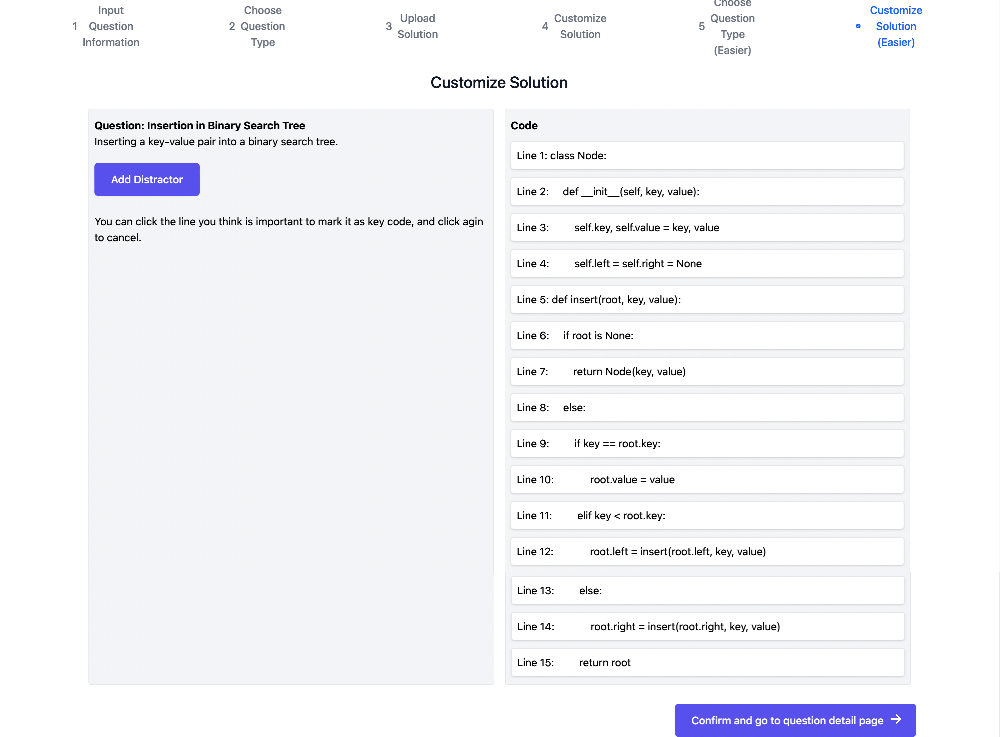 1 Input Question Information
2 Choose Question Type
3 Upload Solution
4 Customize Solution
5 Choose Question Type (Easier)
Customize Solution (Easier)
Customize Solution
Question: Insertion in Binary Search Tree
Inserting a key-value pair into a binary search tree.
Add Distractor
You can click the line you think is important to mark it as key code, and click agin
to cancel.
Code
Line 1: class Node:
Line 2:     def __init__(self, key, value):
Line 3:         self.key, self.value = key, value
Line 4:         self.left = self.right = None
Line 5: def insert(root, key, value):
Line 6:     if root is None:
Line 7:         return Node(key, value)
Line 8:     else:
Line 9:         if key == root.key:
Line 10:             root.value = value
Line 11:         elif key < root.key:
Line 12:             root.left = insert(root.left, key, value)
Line 13:         else:
Line 14:             root.right = insert(root.right, key, value)
Line 15:         return root
Confirm and go to question detail page →